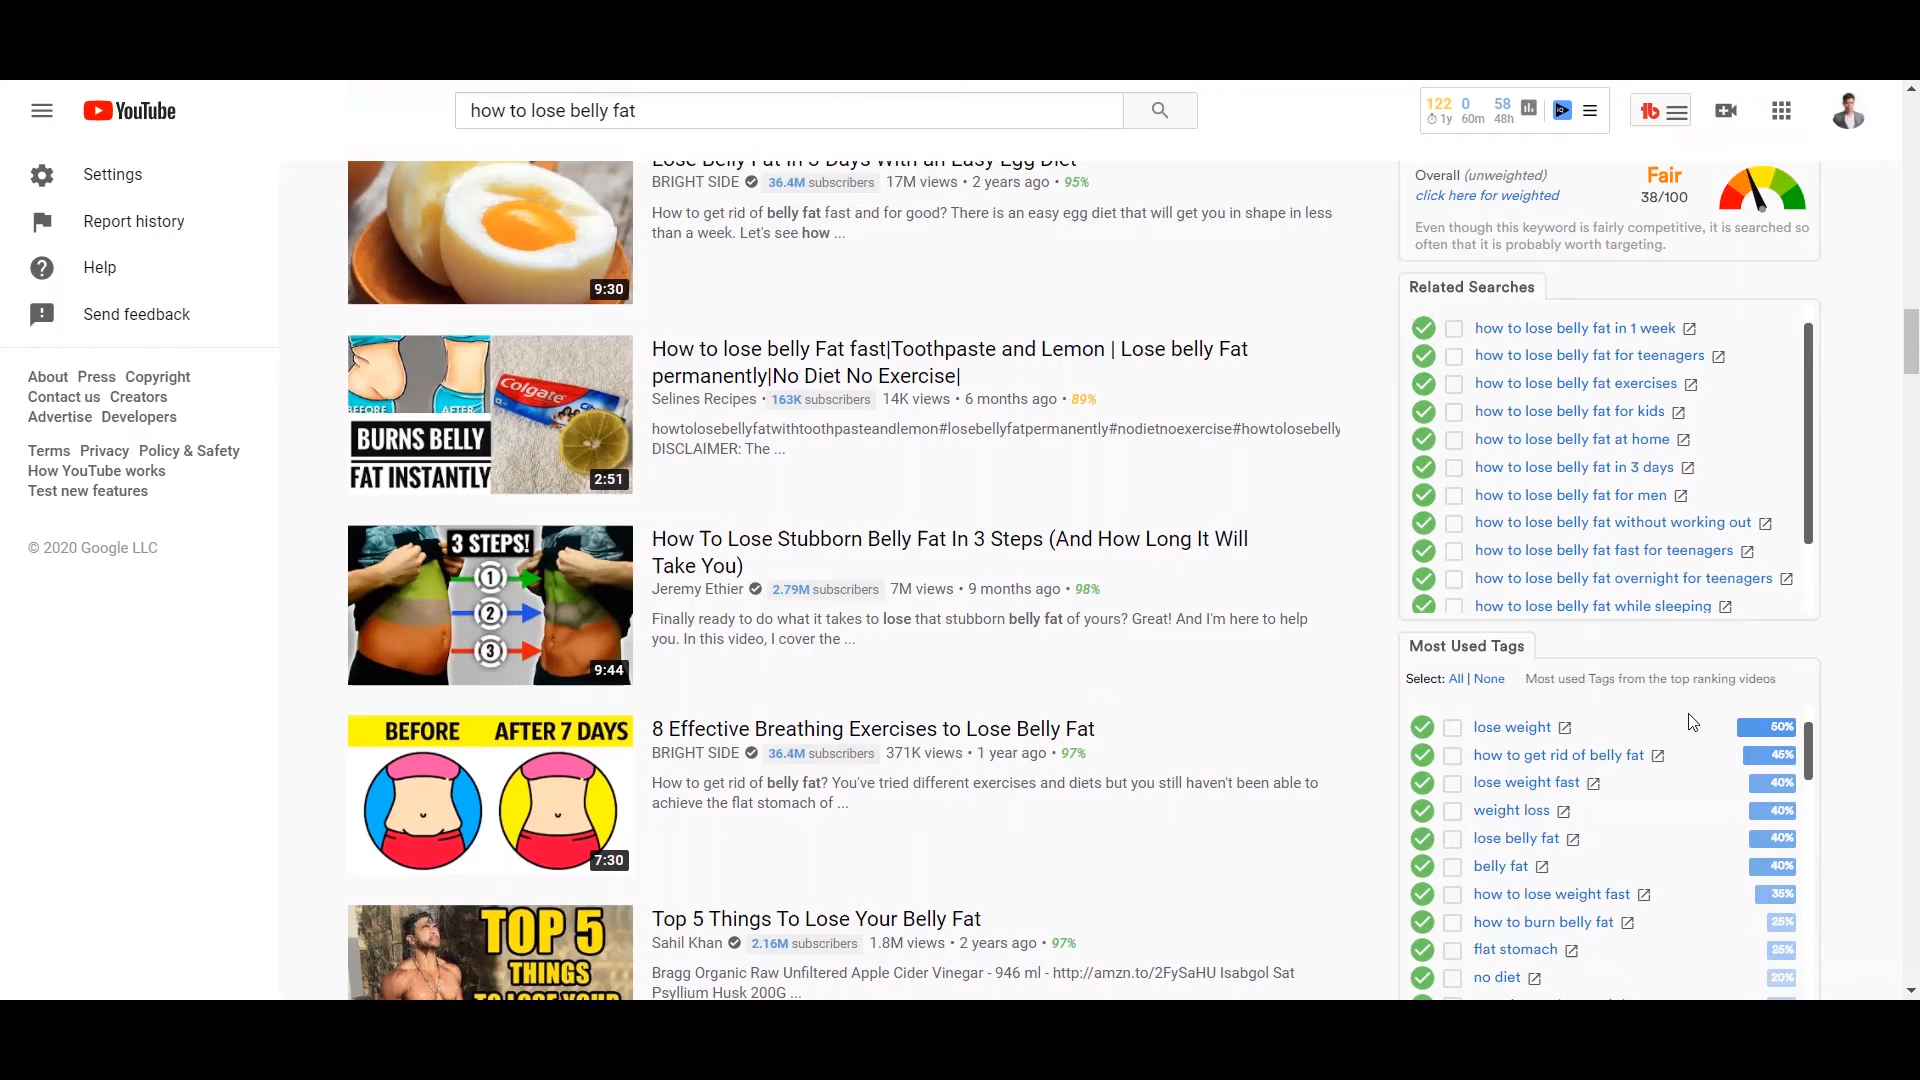 YouTube
how to lose belly fat
122 0 58
1y 60m 48h
Settings
Report history
Help
Send feedback
About Press Copyright
Contact us Creators
Advertise Developers
Terms Privacy Policy & Safety
How YouTube works
Test new features
© 2020 Google LLC
Lose Belly Fat in 5 Days With an Easy Egg Diet
BRIGHT SIDE 36.4M subscribers 17M views • 2 years ago • 95%
How to get rid of belly fat fast and for good? There is an easy egg diet that will get you in shape in less
than a week. Let's see how ...
9:30
BEFORE AFTER
Colgate
BURNS BELLY
FAT INSTANTLY
2:51
How to lose belly Fat fast|Toothpaste and Lemon | Lose belly Fat
permanently|No Diet No Exercise|
Selines Recipes • 163K subscribers 14K views • 6 months ago • 89%
howtolosebellyfatwithtoothpasteandlemon#losebellyfatpermanently#nodietnoexercise#howtolosebelly
DISCLAIMER: The ...
3 STEPS!
1
2
3
9:44
How To Lose Stubborn Belly Fat In 3 Steps (And How Long It Will
Take You)
Jeremy Ethier 2.79M subscribers 7M views • 9 months ago • 98%
Finally ready to do what it takes to lose that stubborn belly fat of yours? Great! And I'm here to help
you. In this video, I cover the ...
BEFORE AFTER 7 DAYS
7:30
8 Effective Breathing Exercises to Lose Belly Fat
BRIGHT SIDE 36.4M subscribers 371K views • 1 year ago • 97%
How to get rid of belly fat? You've tried different exercises and diets but you still haven't been able to
achieve the flat stomach of ...
TOP 5
THINGS
TO LOSE YOUR
Top 5 Things To Lose Your Belly Fat
Sahil Khan 2.16M subscribers 1.8M views • 2 years ago • 97%
Bragg Organic Raw Unfiltered Apple Cider Vinegar - 946 ml - http://amzn.to/2FySaHU Isabgol Sat
Psyllium Husk 200G ...
Overall (unweighted)
click here for weighted
Fair
38/100
Even though this keyword is fairly competitive, it is searched so
often that it is probably worth targeting.
Related Searches
how to lose belly fat in 1 week
how to lose belly fat for teenagers
how to lose belly fat exercises
how to lose belly fat for kids
how to lose belly fat at home
how to lose belly fat in 3 days
how to lose belly fat for men
how to lose belly fat without working out
how to lose belly fat fast for teenagers
how to lose belly fat overnight for teenagers
how to lose belly fat while sleeping
Most Used Tags
Select: All | None Most used Tags from the top ranking videos
lose weight 50%
how to get rid of belly fat 45%
lose weight fast 40%
weight loss 40%
lose belly fat 40%
belly fat 40%
how to lose weight fast 35%
how to burn belly fat 25%
flat stomach 25%
no diet 20%